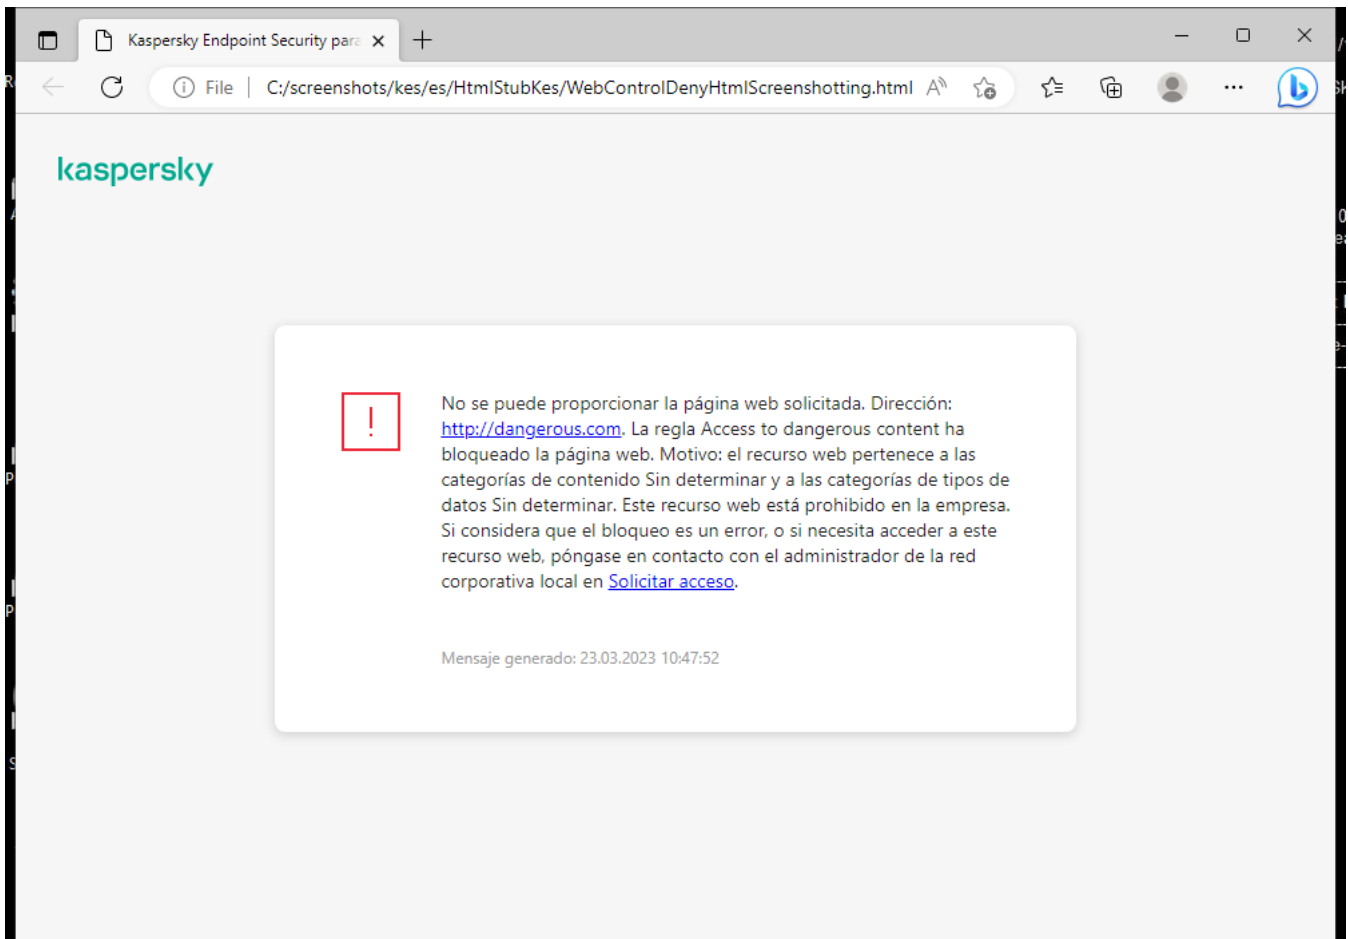 Kaspersky Endpoint Security para
File
C:/screenshots/kes/es/HtmlStubKes/WebControlDenyHtmlScreenshotting.html
kaspersky
No se puede proporcionar la página web solicitada. Dirección:
http://dangerous.com. La regla Access to dangerous content ha
bloqueado la página web. Motivo: el recurso web pertenece a las
categorías de contenido Sin determinar y a las categorías de tipos de
datos Sin determinar. Este recurso web está prohibido en la empresa.
Si considera que el bloqueo es un error, o si necesita acceder a este
recurso web, póngase en contacto con el administrador de la red
corporativa local en Solicitar acceso.
Mensaje generado: 23.03.2023 10:47:52